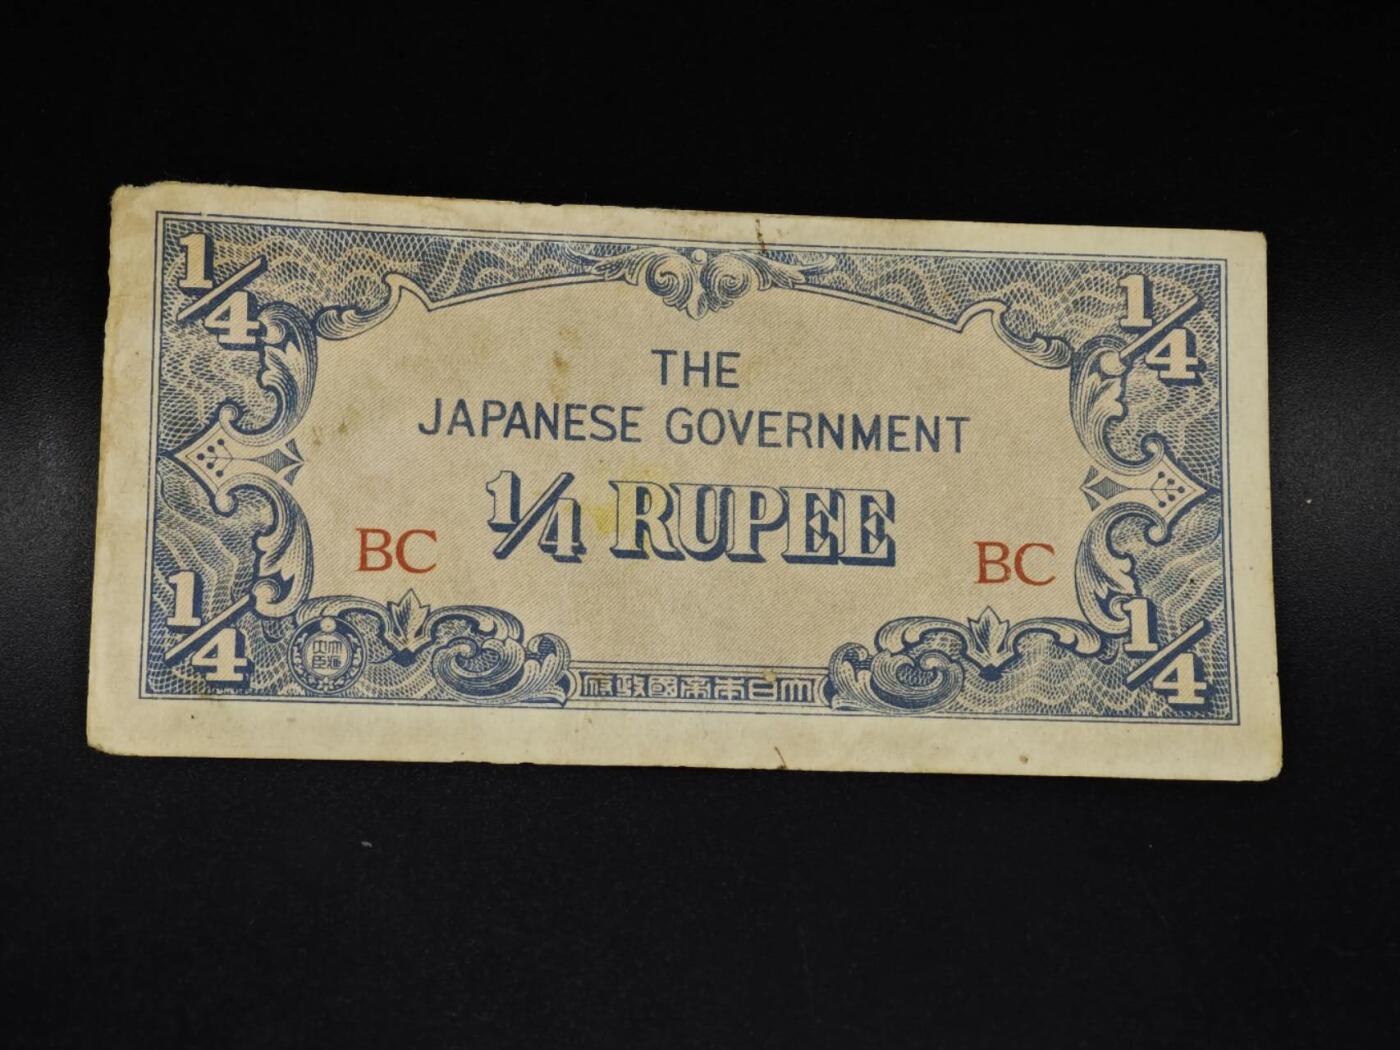 1/4
1/4
THE
JAPANESE GOVERNMENT
1/4 RUPEE
BC
BC
1/4
1/4
府政國帝本日大